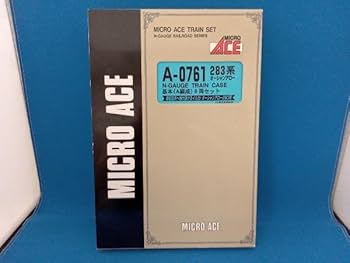 MICRO ACE TRAIN SET
N-GAUGE RAILROAD SERIES
MICRO
ACE
A-0761 283系
オーシャンアロー
N-GAUGE TRAIN CASE
基本(A編成)6両セット
MICRO ACE
MICRO ACE